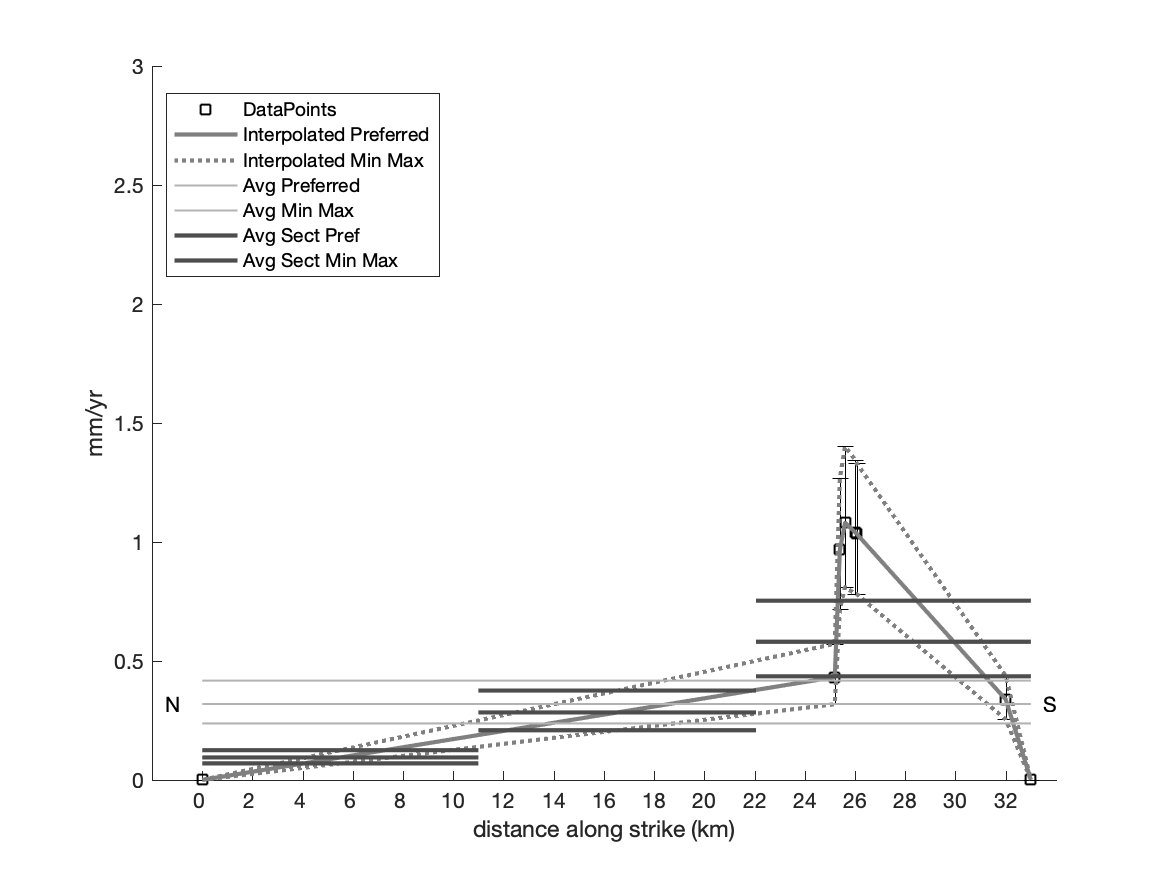 3
2.5
2
1.5
1
0.5
0
mm/yr
DataPoints
Interpolated Preferred
Interpolated Min Max
Avg Preferred
Avg Min Max
Avg Sect Pref
Avg Sect Min Max
N
S
0 2 4 6 8 10 12 14 16 18 20 22 24 26 28 30 32
distance along strike (km)